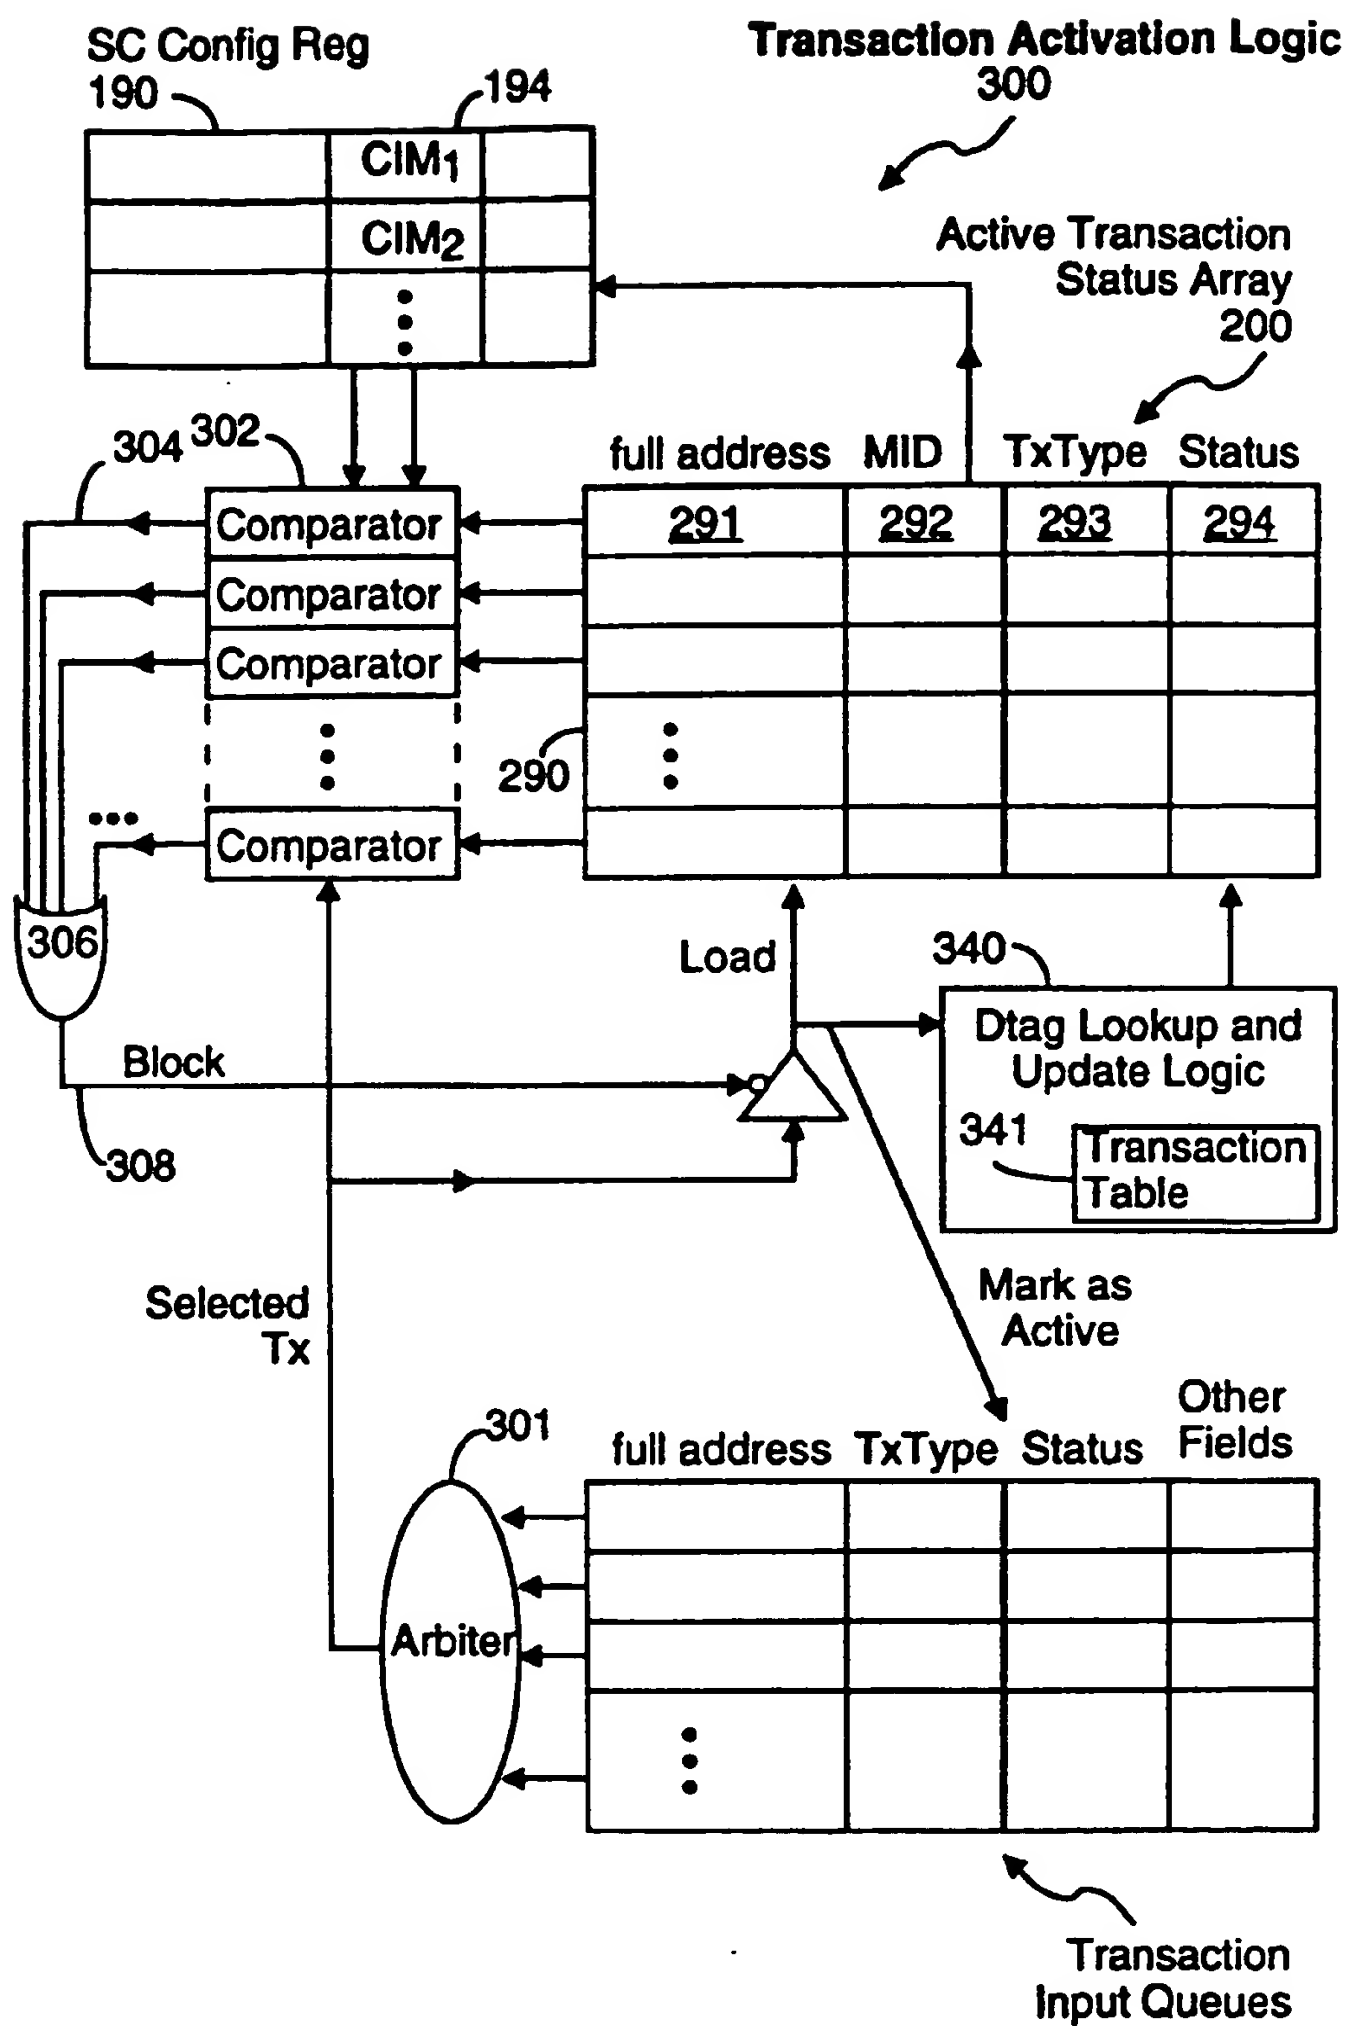 SC Config Reg
190
194
Transaction Activation Logic
300
CIM1
CIM2
Active Transaction
Status Array
200
304
302
full address MID TxType Status
Comparator
291 292 293 294
Comparator
Comparator
290
Comparator
306
Load
340
Dtag Lookup and
Update Logic
Block
341
Transaction
Table
308
Selected
Tx
Mark as
Active
301
Other
Fields
full address TxType Status
Arbiter
Transaction
Input Queues